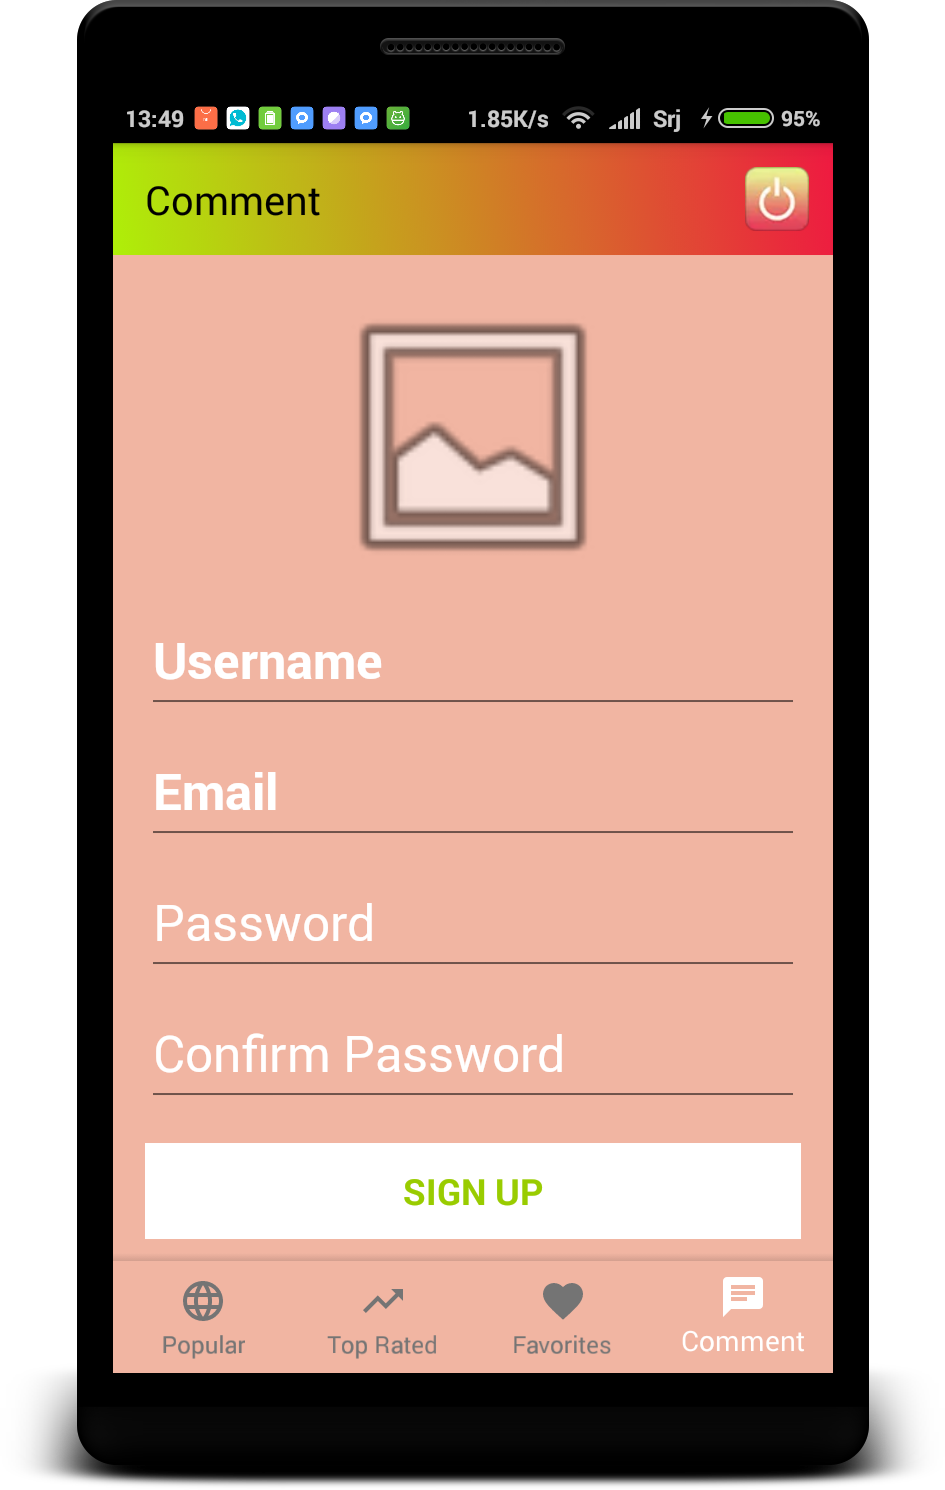 13:49 1.85K/s Srj 95%
Comment
Username
Email
Password
Confirm Password
SIGN UP
Popular Top Rated Favorites Comment